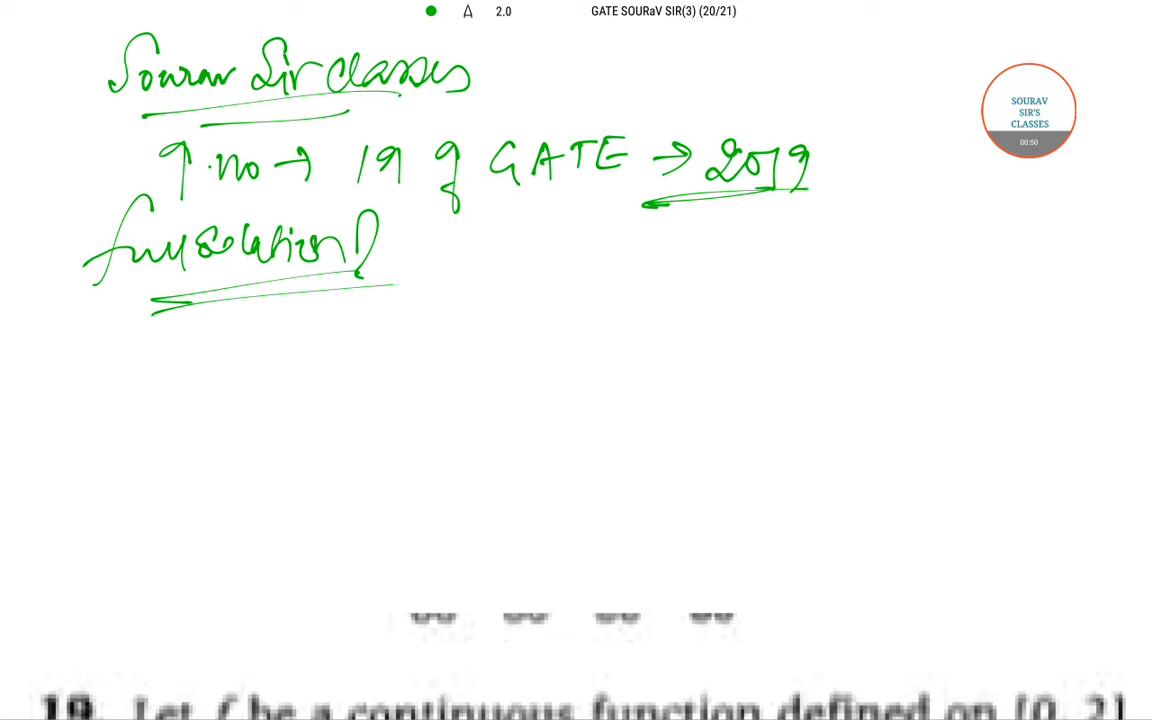 2.0 GATE SOURaV SIR(3) (20/21)
Sourav Sir classes
SOURAV
SIR'S
CLASSES
00:50
q.no → 19 of GATE → 2019
full solution
19. Let f be a continuous function defined on [0, 2]